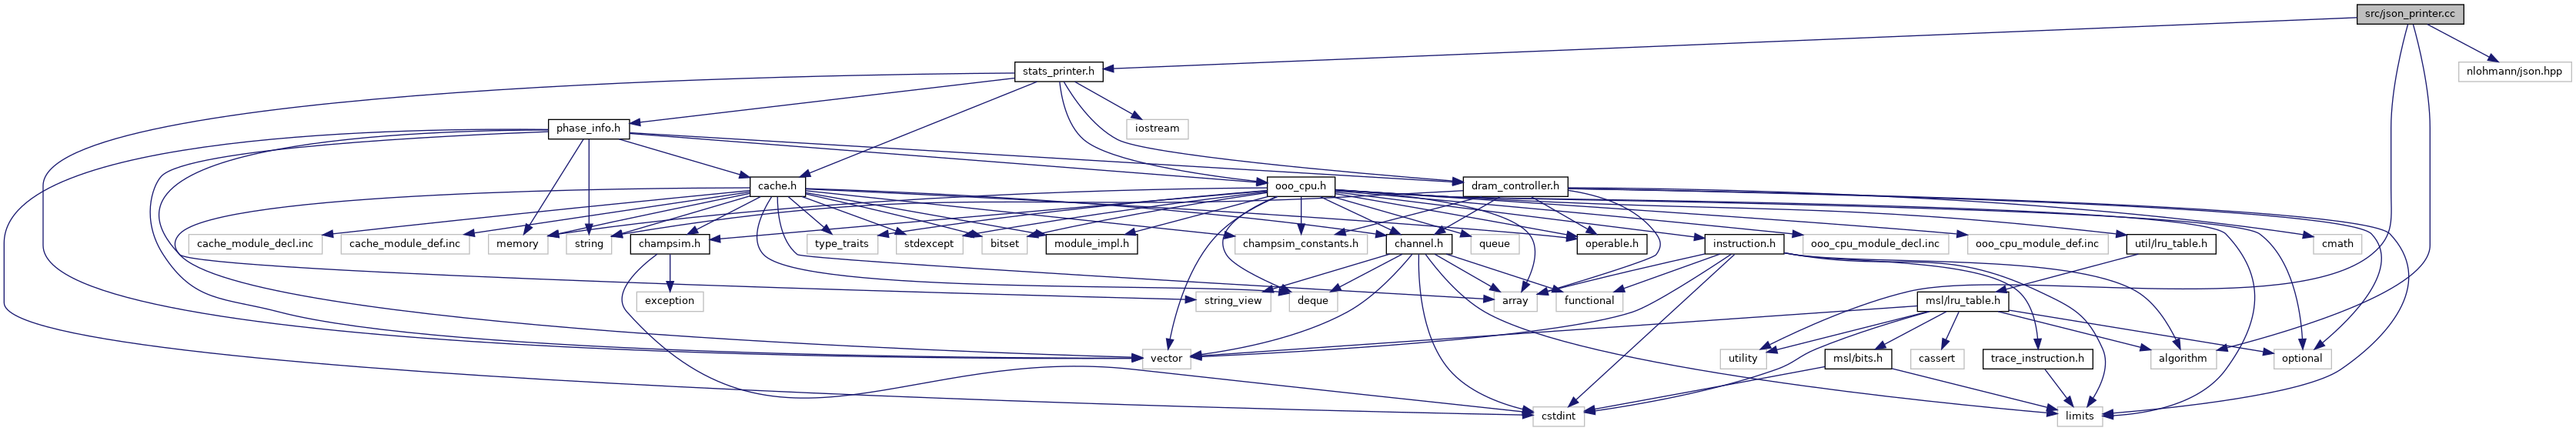 src/json_printer.cc
stats_printer.h
nlohmann/json.hpp
phase_info.h
iostream
cache.h
ooo_cpu.h
dram_controller.h
cache_module_decl.inc
cache_module_def.inc
memory
string
champsim.h
type_traits
stdexcept
bitset
module_impl.h
champsim_constants.h
channel.h
queue
operable.h
instruction.h
ooo_cpu_module_decl.inc
ooo_cpu_module_def.inc
util/lru_table.h
cmath
exception
string_view
deque
array
functional
msl/lru_table.h
vector
utility
msl/bits.h
cassert
trace_instruction.h
algorithm
optional
cstdint
limits